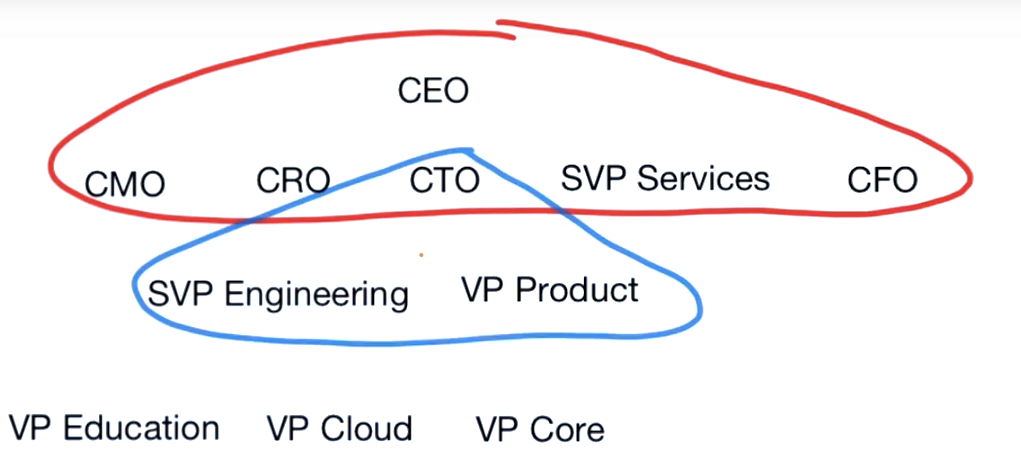 CEO
CMO CRO CTO SVP Services CFO
SVP Engineering VP Product
VP Education VP Cloud VP Core